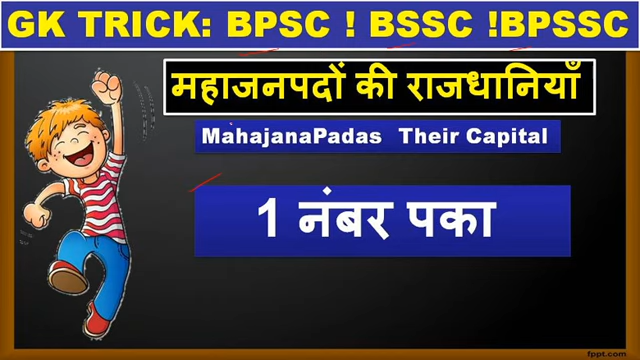 GK TRICK: BPSC ! BSSC !BPSSC
महाजनपदों की राजधानियाँ
MahajanaPadas Their Capital
1 नंबर पका
fppt.com